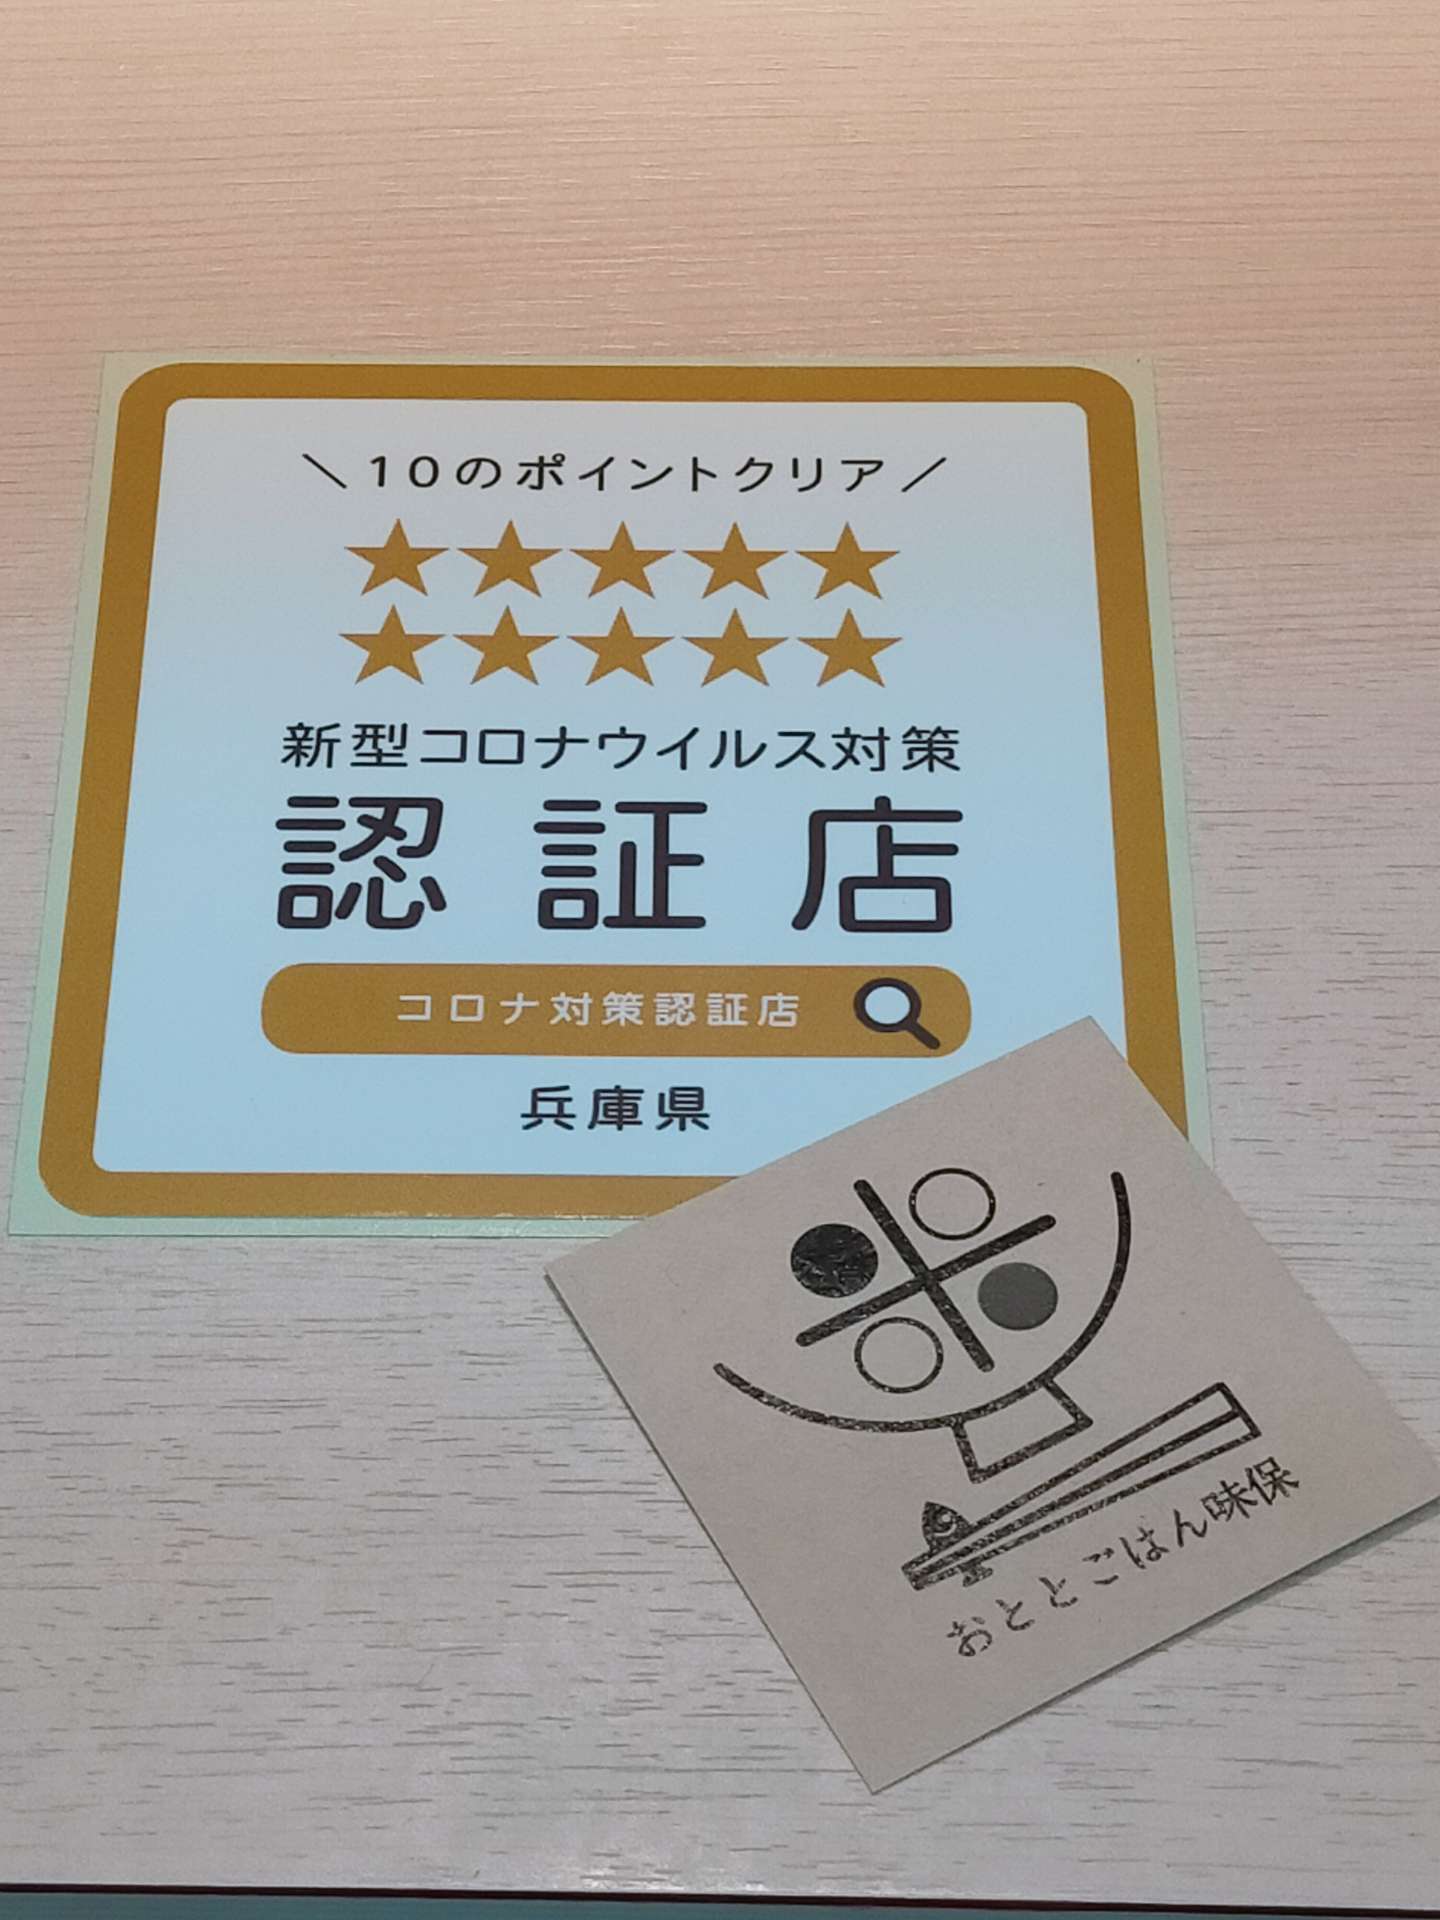 \10のポイントクリア/
★★★★★
★★★★★
新型コロナウイルス対策
認証店
コロナ対策認証店
兵庫県
おととごはん味保